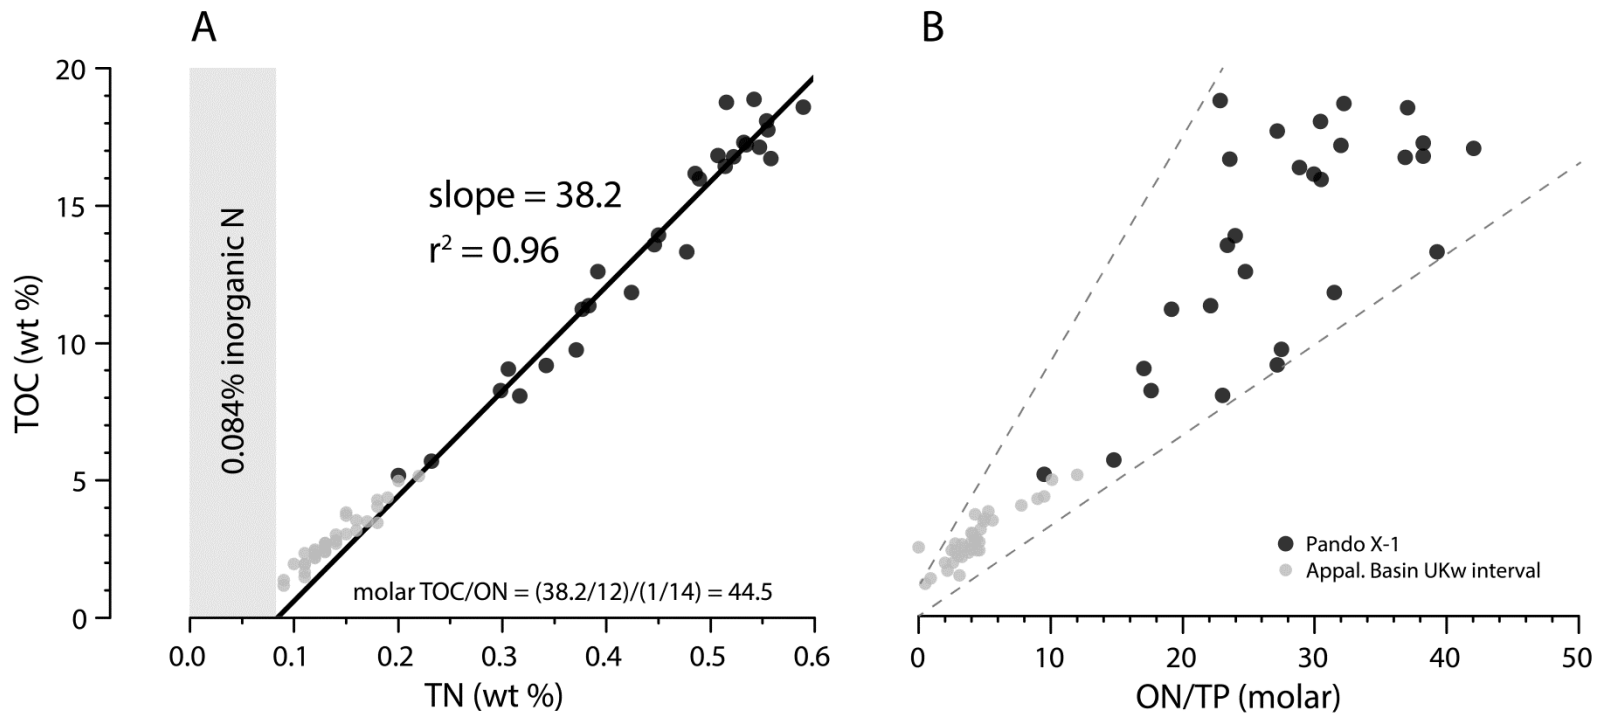 A
B
20
15
10
5
0
TOC (wt %)
0.084% inorganic N
slope = 38.2
r² = 0.96
molar TOC/ON = (38.2/12)/(1/14) = 44.5
0.0 0.1 0.2 0.3 0.4 0.5 0.6
TN (wt %)
Pando X-1
Appal. Basin UKw interval
0 10 20 30 40 50
ON/TP (molar)